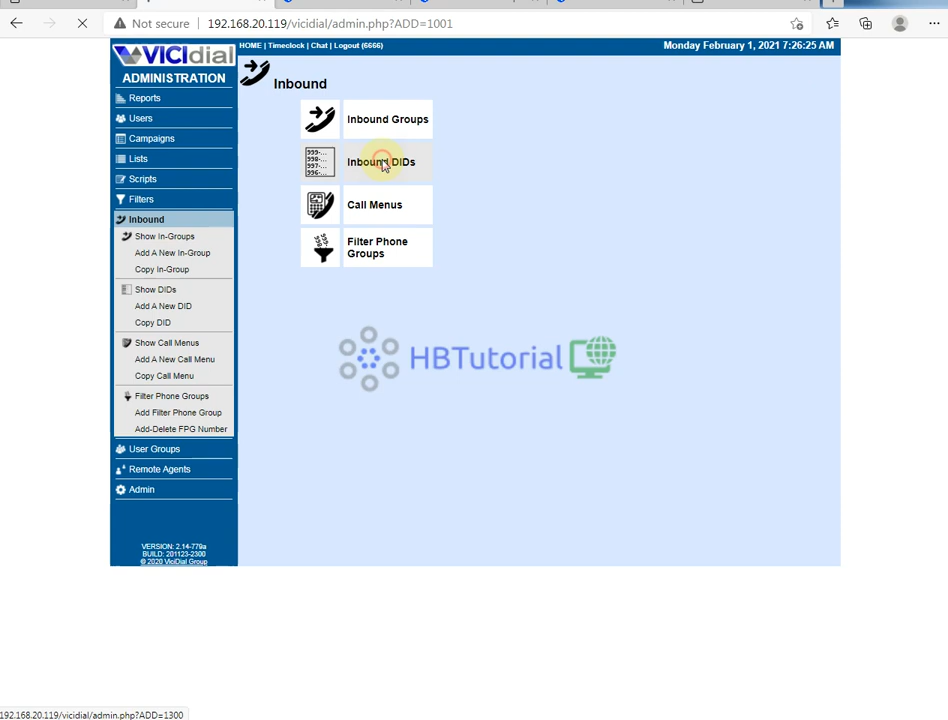 Not secure | 192.168.20.119/vicidial/admin.php?ADD=1001
VICIdial
HOME | Timeclock | Chat | Logout (6666)
Monday February 1, 2021 7:26:25 AM
ADMINISTRATION
Reports
Users
Campaigns
Lists
Scripts
Filters
Inbound
Show In-Groups
Add A New In-Group
Copy In-Group
Show DIDs
Add A New DID
Copy DID
Show Call Menus
Add A New Call Menu
Copy Call Menu
Filter Phone Groups
Add Filter Phone Group
Add-Delete FPG Number
User Groups
Remote Agents
Admin
VERSION: 2.14-779a
BUILD: 201123-2300
© 2020 ViciDial Group
Inbound
Inbound Groups
999-...
998-...
997-...
996-...
Inbound DIDs
Call Menus
Filter Phone
Groups
HBTutorial
192.168.20.119/vicidial/admin.php?ADD=1300